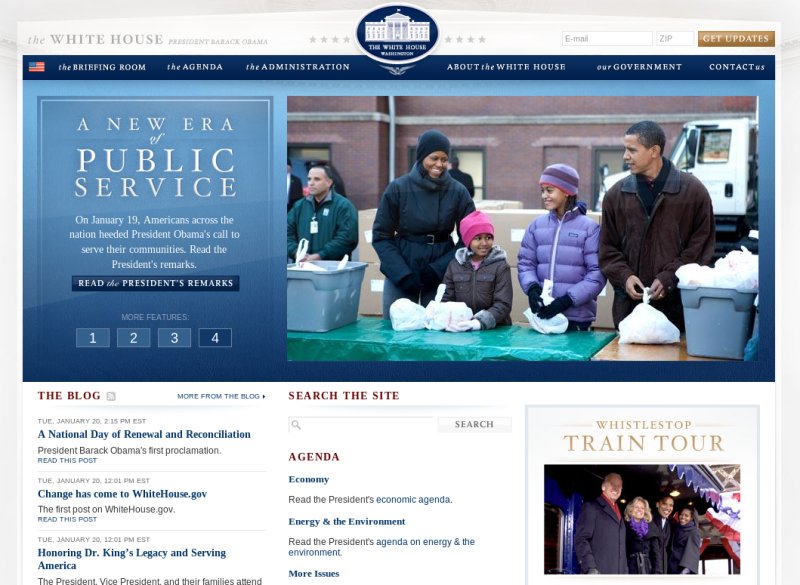 the WHITE HOUSE PRESIDENT BARACK OBAMA
THE WHITE HOUSE
WASHINGTON
E-mail
ZIP
GET UPDATES
the BRIEFING ROOM
the AGENDA
the ADMINISTRATION
ABOUT the WHITE HOUSE
our GOVERNMENT
CONTACT us
A NEW ERA
of
PUBLIC
SERVICE
On January 19, Americans across the
nation heeded President Obama's call to
serve their communities. Read the
President's remarks.
READ the PRESIDENT'S REMARKS
MORE FEATURES:
1 2 3 4
THE BLOG
MORE FROM THE BLOG
TUE, JANUARY 20, 2:15 PM EST
A National Day of Renewal and Reconciliation
President Barack Obama's first proclamation.
READ THIS POST
TUE, JANUARY 20, 12:01 PM EST
Change has come to WhiteHouse.gov
The first post on WhiteHouse.gov.
READ THIS POST
TUE, JANUARY 20, 12:01 PM EST
Honoring Dr. King's Legacy and Serving
America
The President, Vice President, and their families attend
SEARCH THE SITE
SEARCH
AGENDA
Economy
Read the President's economic agenda.
Energy & the Environment
Read the President's agenda on energy & the
environment.
More Issues
WHISTLESTOP
TRAIN TOUR